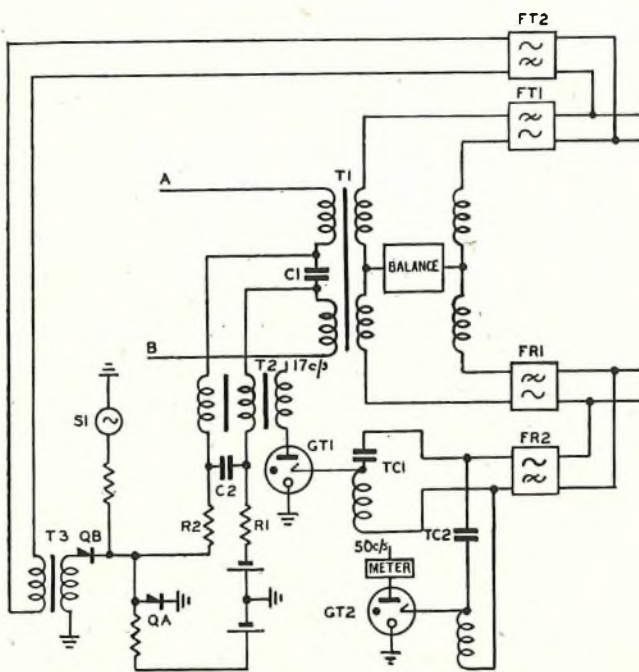 FT2
FT1
T1
A
C1
BALANCE
B
T2
17c/s
FR1
S1
GT1
TC1
FR2
C2
R2
R1
TC2
50c/s
T3
QB
METER
GT2
QA